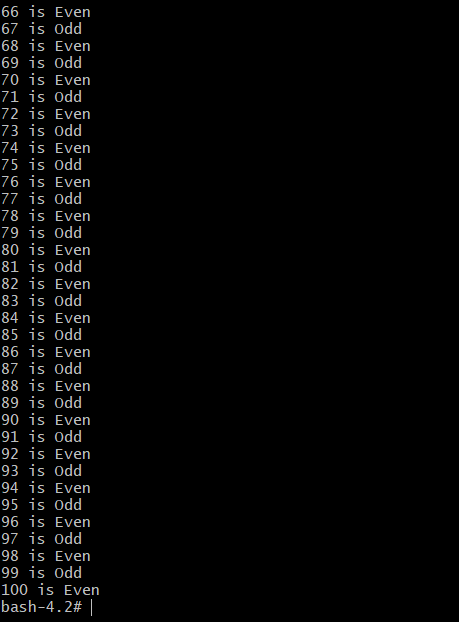 66 is Even
67 is Odd
68 is Even
69 is Odd
70 is Even
71 is Odd
72 is Even
73 is Odd
74 is Even
75 is Odd
76 is Even
77 is Odd
78 is Even
79 is Odd
80 is Even
81 is Odd
82 is Even
83 is Odd
84 is Even
85 is Odd
86 is Even
87 is Odd
88 is Even
89 is Odd
90 is Even
91 is Odd
92 is Even
93 is Odd
94 is Even
95 is Odd
96 is Even
97 is Odd
98 is Even
99 is Odd
100 is Even
bash-4.2#